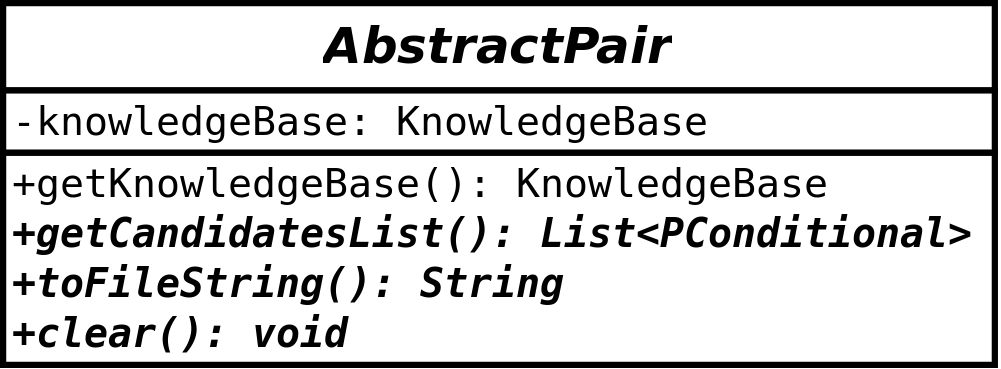 AbstractPair
-knowledgeBase: KnowledgeBase
+getKnowledgeBase(): KnowledgeBase
+getCandidatesList(): List<PConditional>
+toFileString(): String
+clear(): void